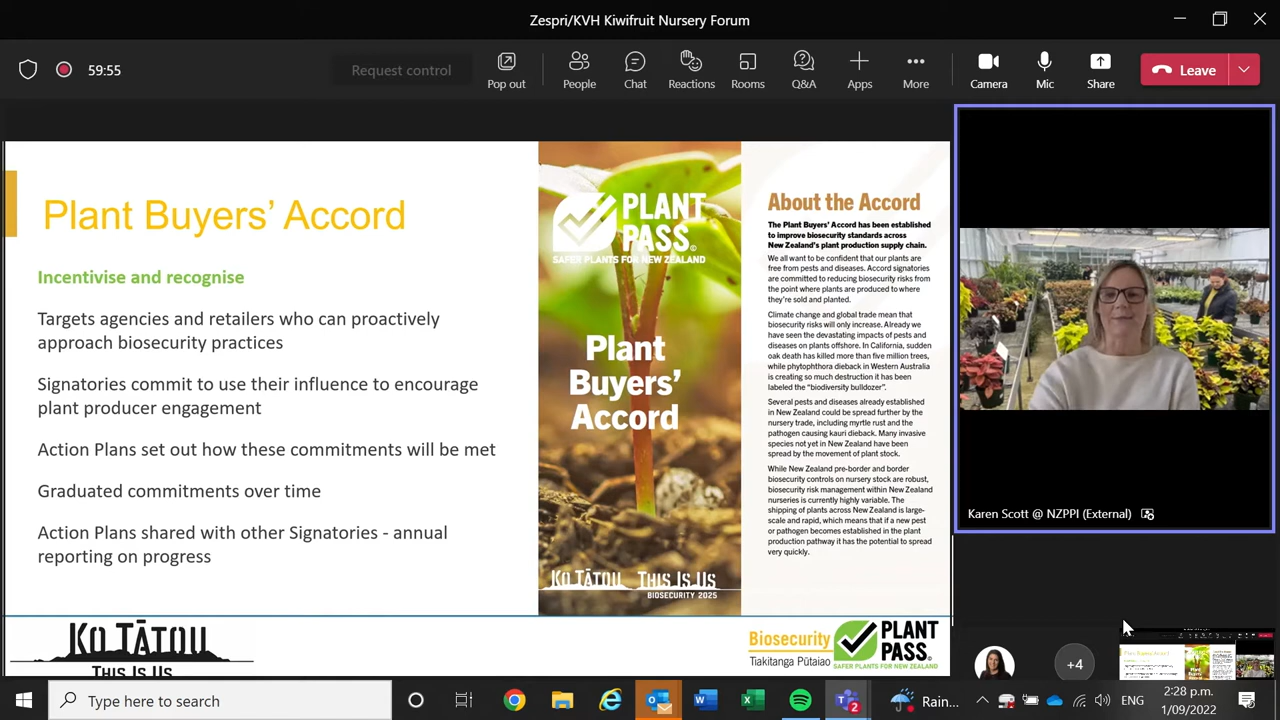 Zespri/KVH Kiwifruit Nursery Forum
59:55
Request control
Pop out
People
Chat
Reactions
Rooms
Q&A
Apps
More
Camera
Mic
Share
Leave
Plant Buyers' Accord
Incentivise and recognise
Targets agencies and retailers who can proactively
approach biosecurity practices
Signatories commit to use their influence to encourage
plant producer engagement
Action Plans set out how these commitments will be met
Graduated commitments over time
Action Plans shared with other Signatories - annual
reporting on progress
KO TĀTOU
THIS IS US
PLANT
PASS
SAFER PLANTS FOR NEW ZEALAND
Plant
Buyers'
Accord
KO TĀTOU THIS IS US
BIOSECURITY 2025
About the Accord
The Plant Buyers' Accord has been established
to improve biosecurity standards across
New Zealand's plant production supply chain.
We all want to be confident that our plants are
free from pests and diseases. Accord signatories
are committed to reducing biosecurity risks from
the point where plants are produced to where
they're sold and planted.
Climate change and global trade mean that
biosecurity risks will only increase. Already we
have seen the devastating impacts of pests and
diseases on plants offshore. In California, sudden
oak death has killed more than five million trees,
while phytophthora dieback in Western Australia
is creating so much destruction it has been
labeled the "biodiversity bulldozer".
Several pests and diseases already established
in New Zealand could be spread further by the
nursery trade, including myrtle rust and the
pathogen causing kauri dieback. Many invasive
species not yet in New Zealand have been
spread by the movement of plant stock.
While New Zealand pre-border and border
biosecurity controls on nursery stock are robust,
biosecurity risk management within New Zealand
nurseries is currently highly variable. The
shipping of plants across New Zealand is large-
scale and rapid, which means that if a new pest
or pathogen becomes established in the plant
production pathway it has the potential to spread
very quickly.
Biosecurity
Tiakitanga Pūtaiao
PLANT
PASS
SAFER PLANTS FOR NEW ZEALAND
Karen Scott @ NZPPI (External)
+4
Type here to search
Rain...
ENG
2:28 p.m.
1/09/2022